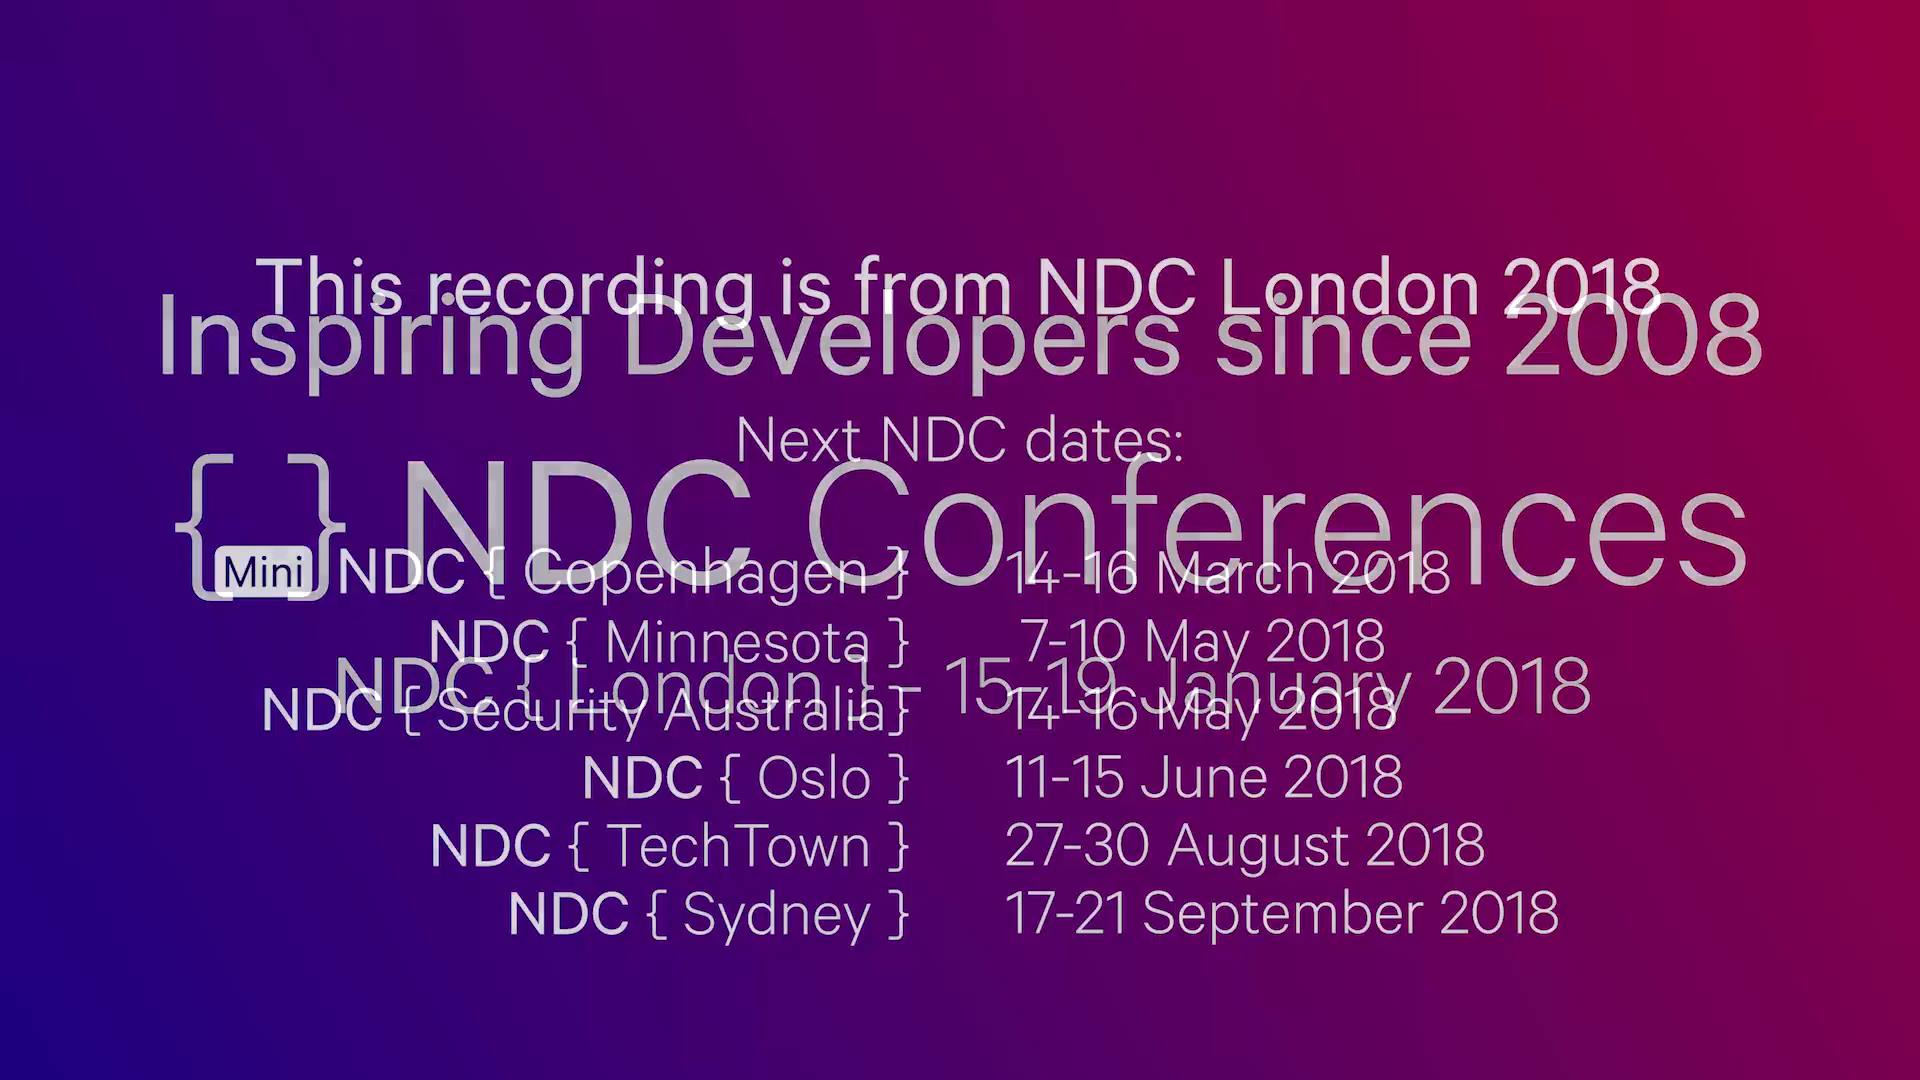 This recording is from NDC London 2018
Inspiring Developers since 2008
Next NDC dates:
{ } NDC Conferences
Mini NDC { Copenhagen } 14-16 March 2018
NDC { Minnesota } 7-10 May 2018
NDC { London } - 15-19 January 2018
NDC { Security Australia} 14-16 May 2018
NDC { Oslo } 11-15 June 2018
NDC { TechTown } 27-30 August 2018
NDC { Sydney } 17-21 September 2018